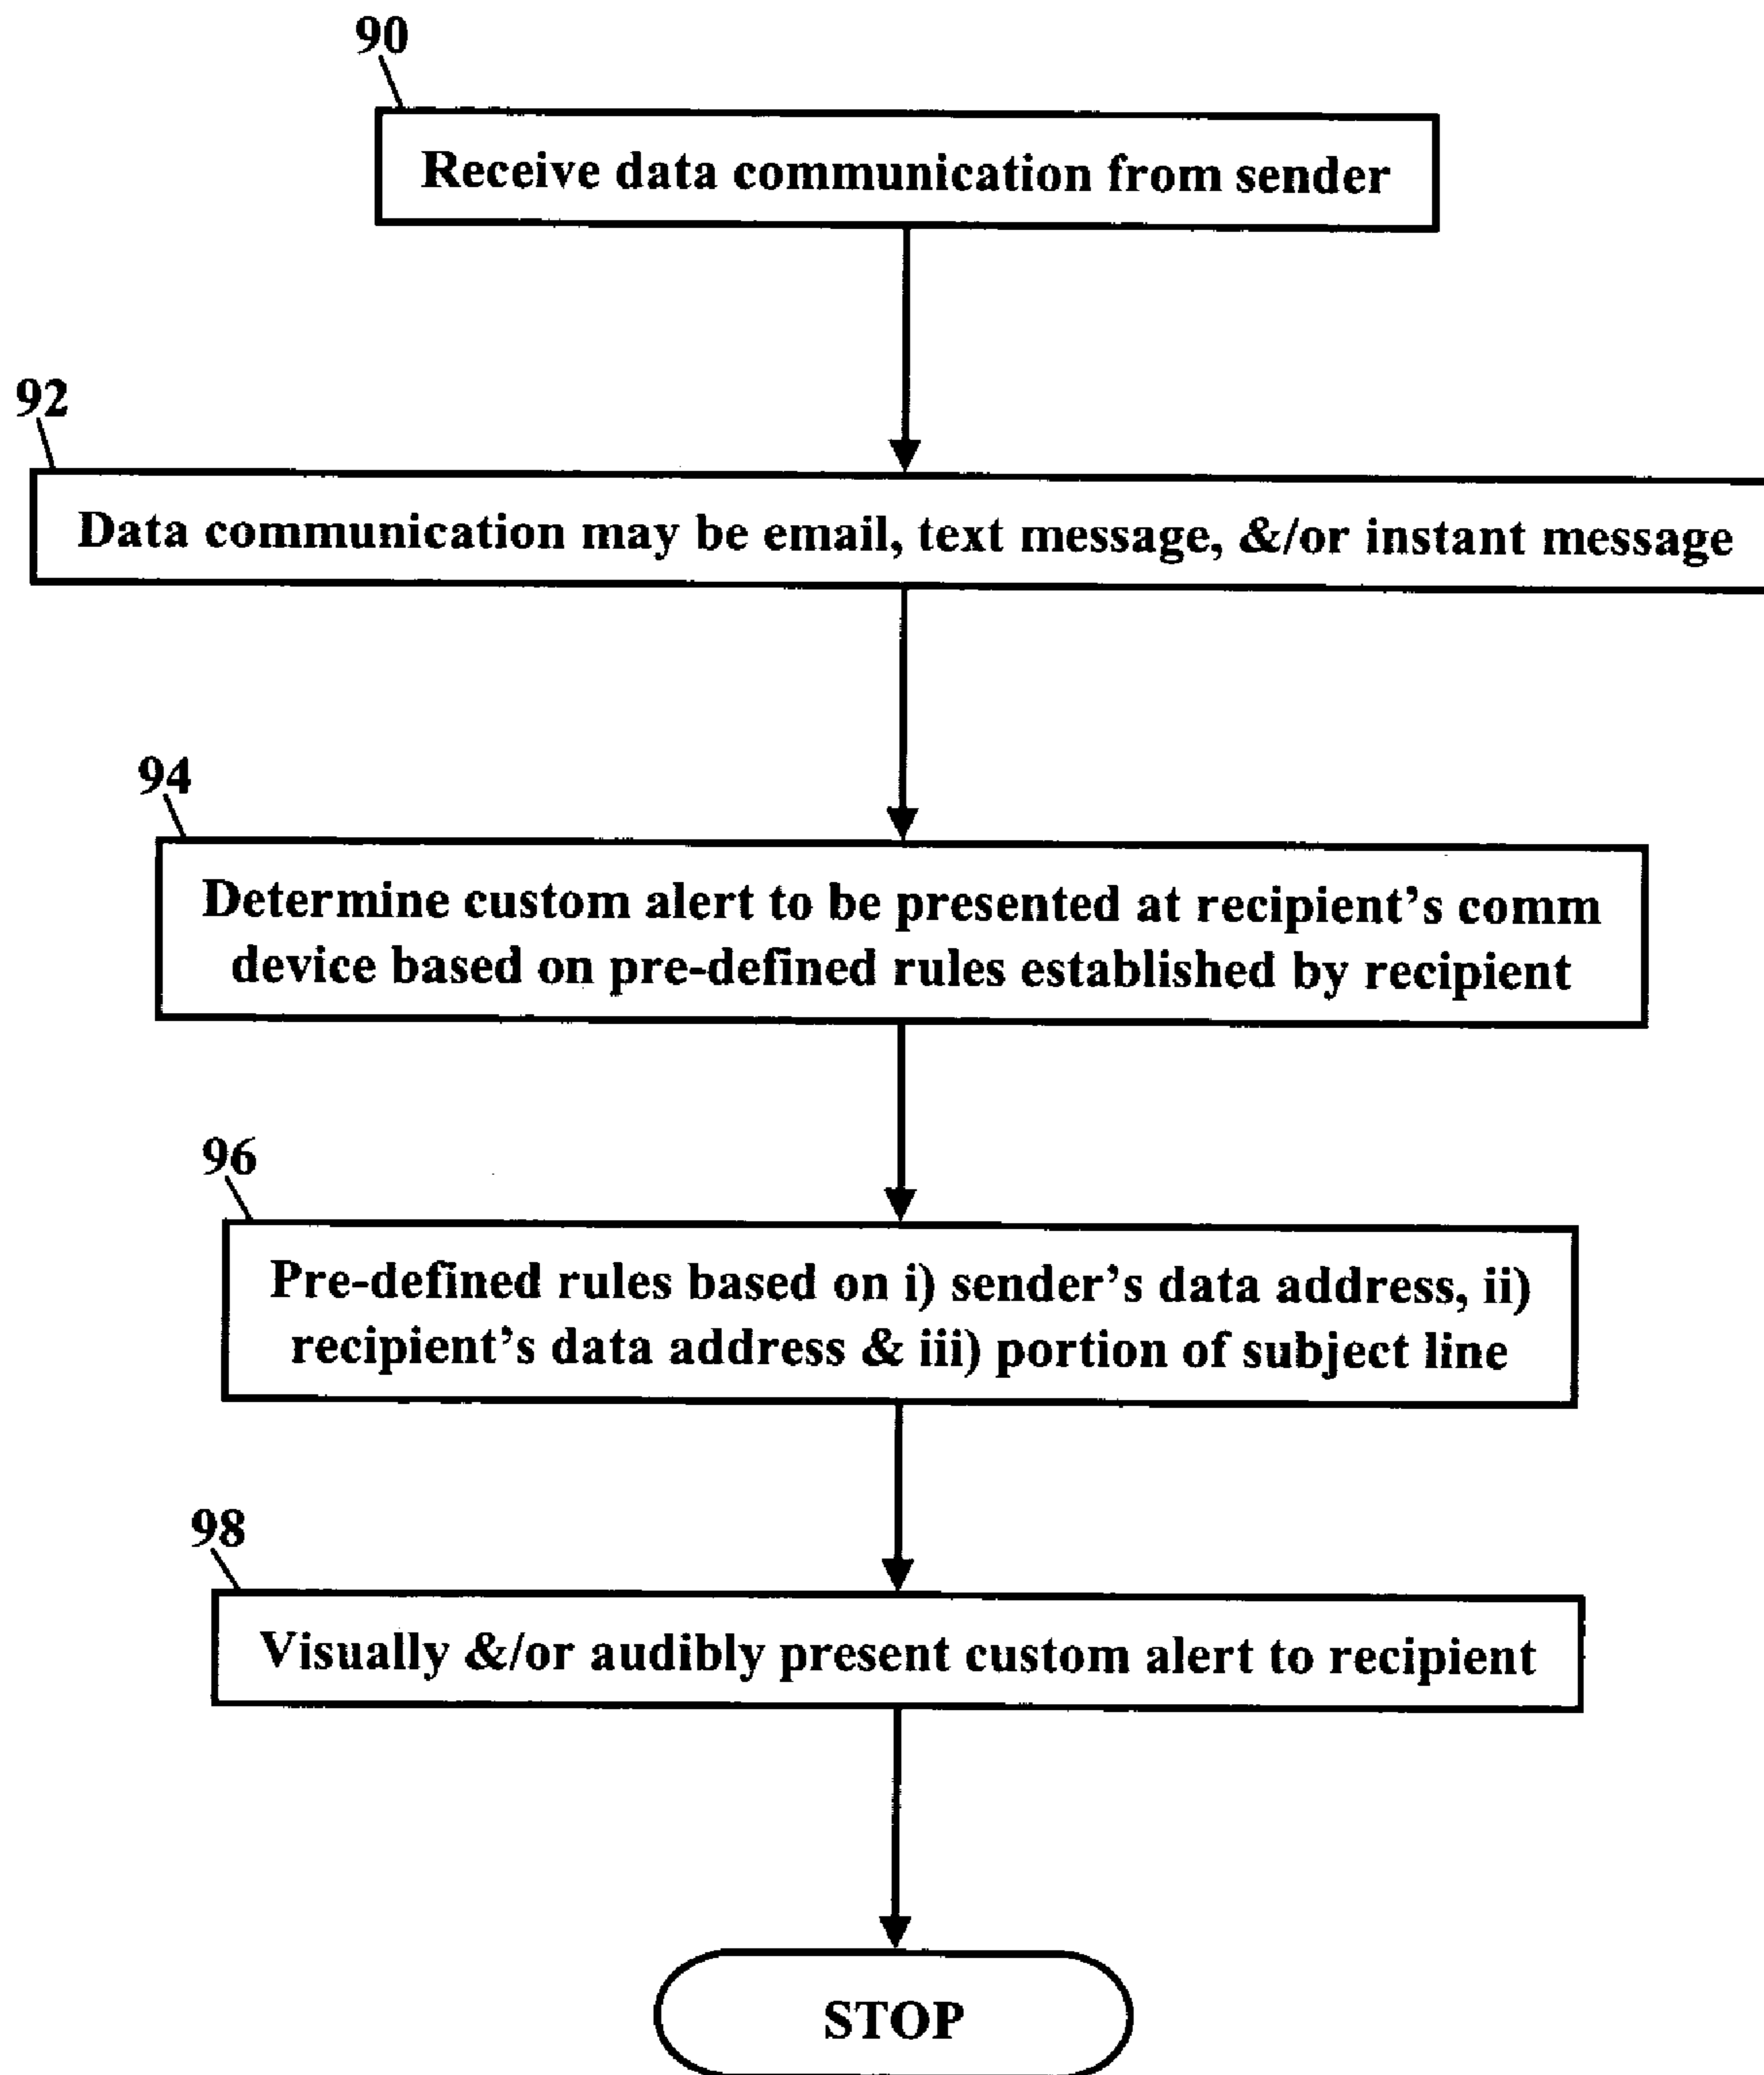 90
Receive data communication from sender
92
Data communication may be email, text message, &/or instant message
94
Determine custom alert to be presented at recipient's comm
device based on pre-defined rules established by recipient
96
Pre-defined rules based on i) sender's data address, ii)
recipient's data address & iii) portion of subject line
98
Visually &/or audibly present custom alert to recipient
STOP